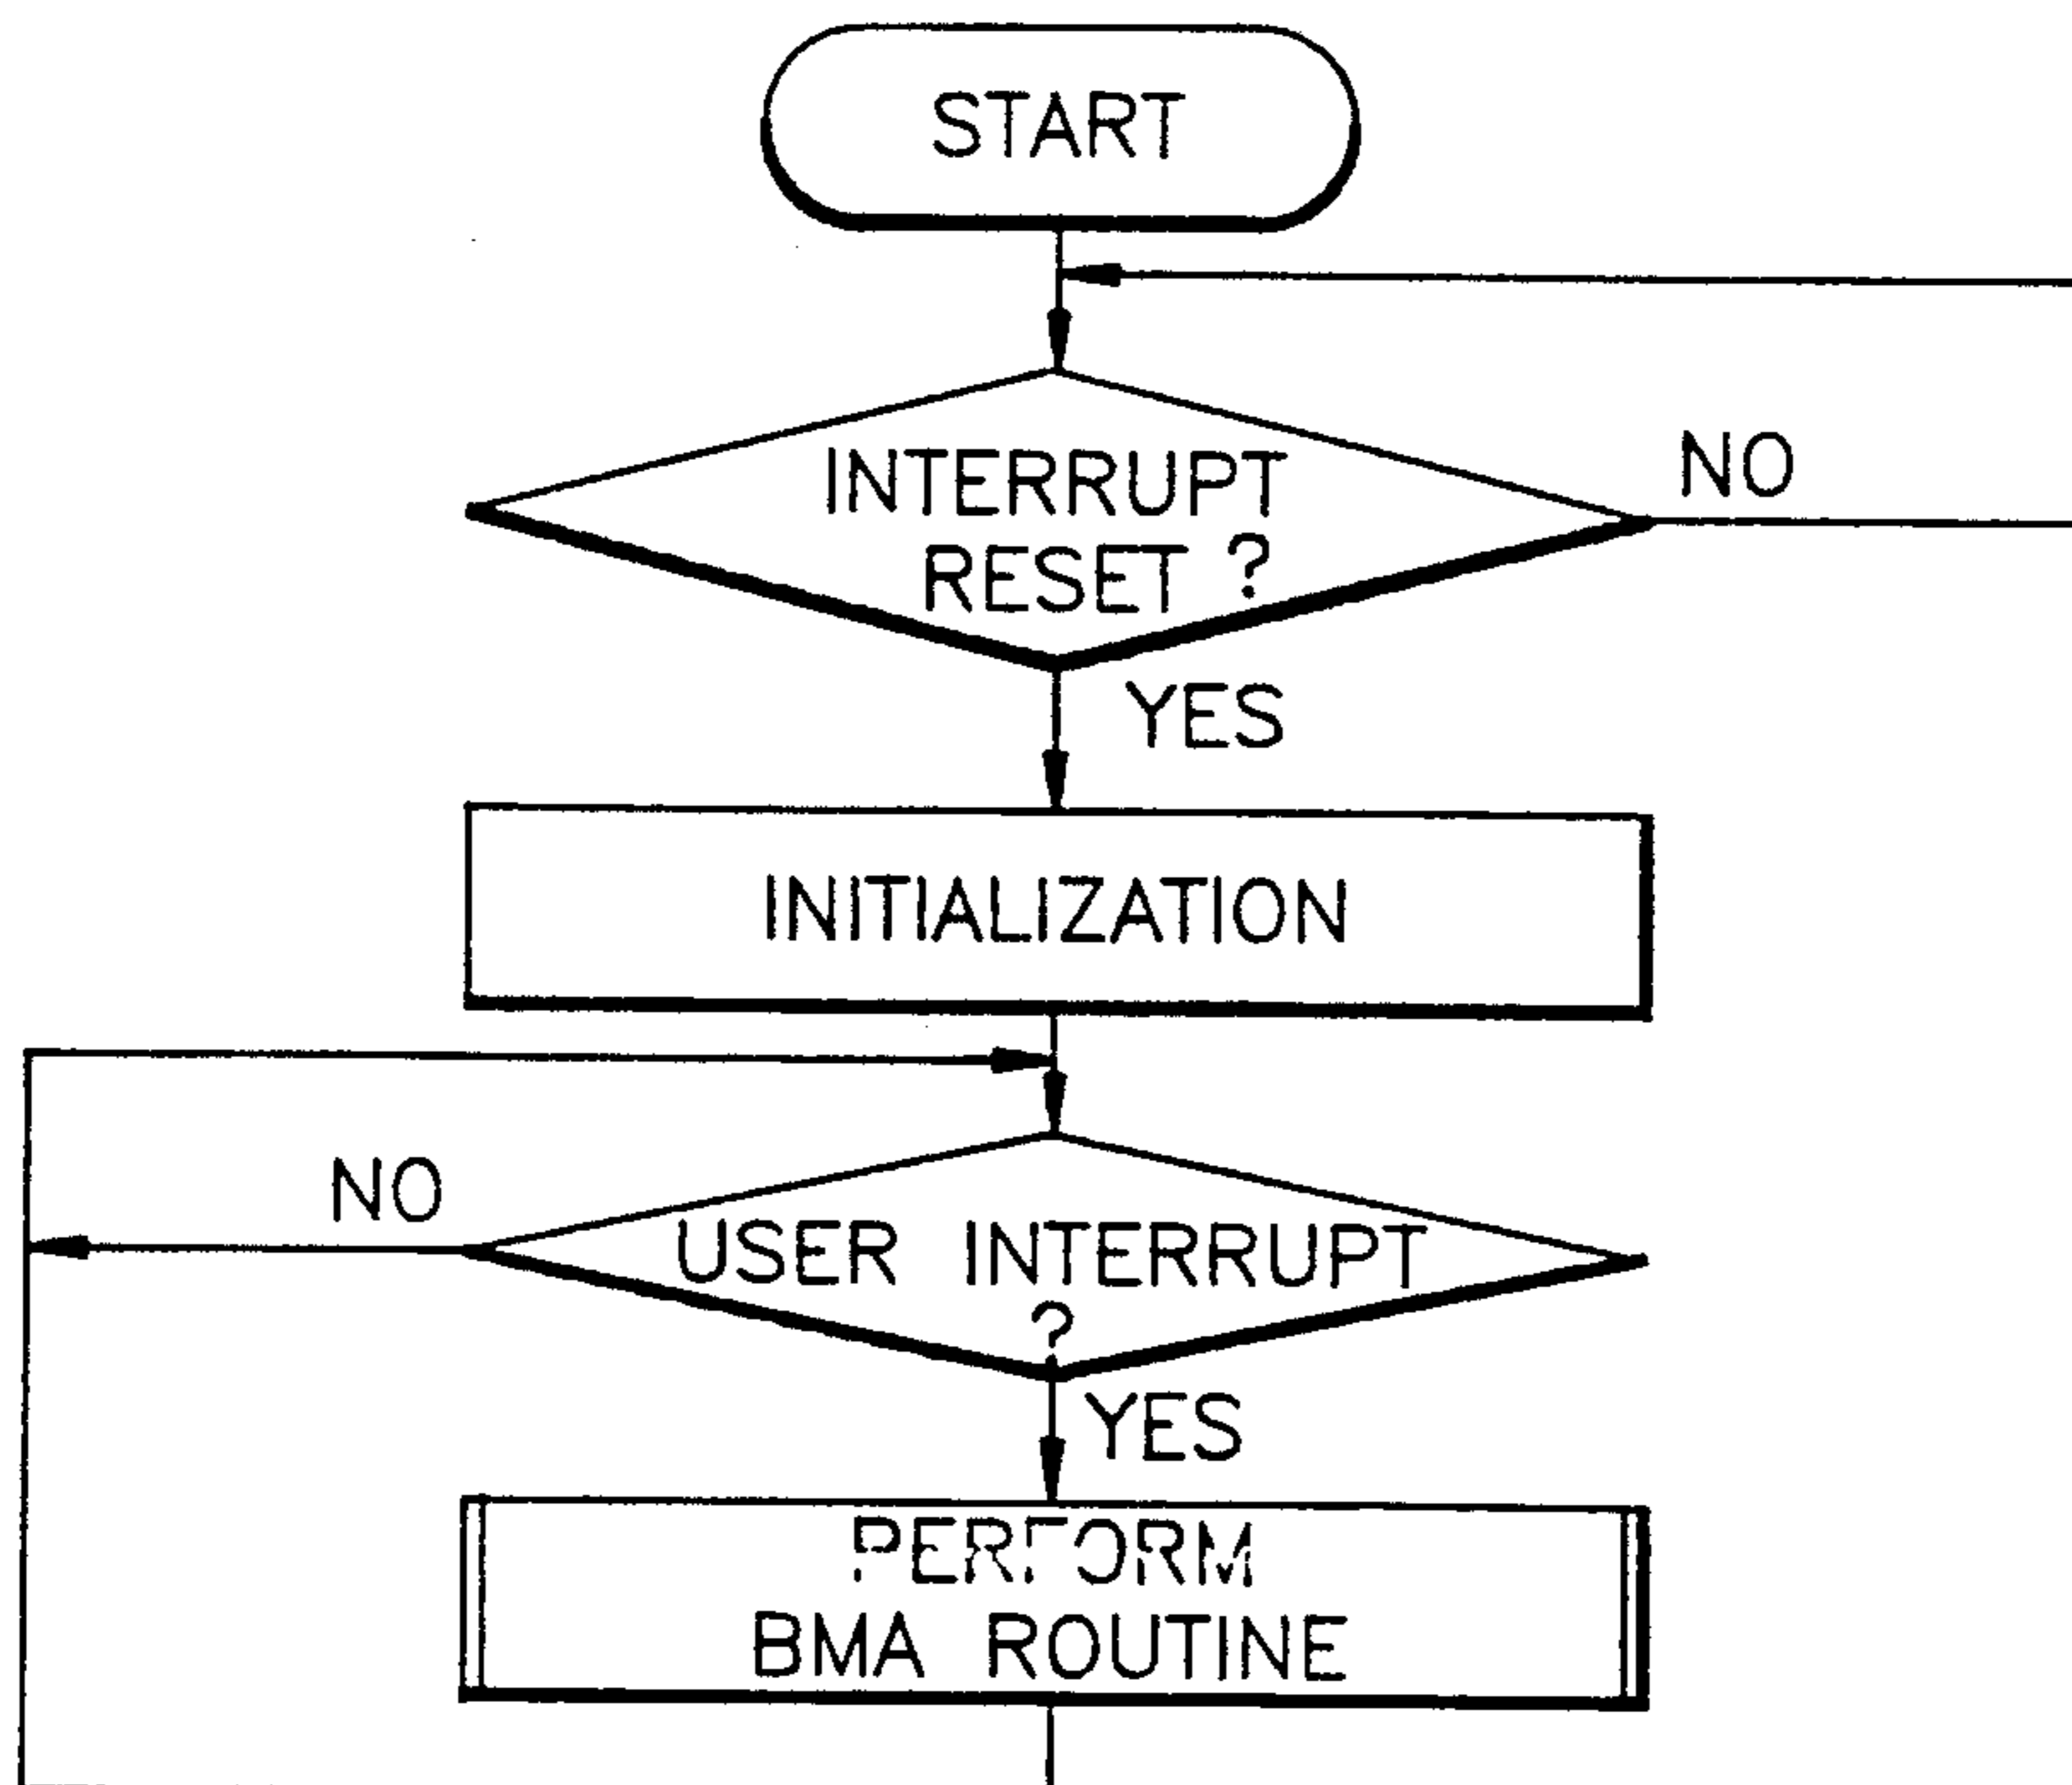 START
INTERRUPT
RESET ?
NO
YES
INITIALIZATION
NO
USER INTERRUPT
?
YES
PERFORM
BMA ROUTINE